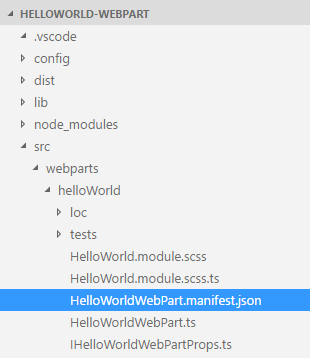 HELLOWORLD-WEBPART
.vscode
config
dist
lib
node_modules
src
webparts
helloWorld
loc
tests
HelloWorld.module.scss
HelloWorld.module.scss.ts
HelloWorldWebPart.manifest.json
HelloWorldWebPart.ts
IHelloWorldWebPartProps.ts